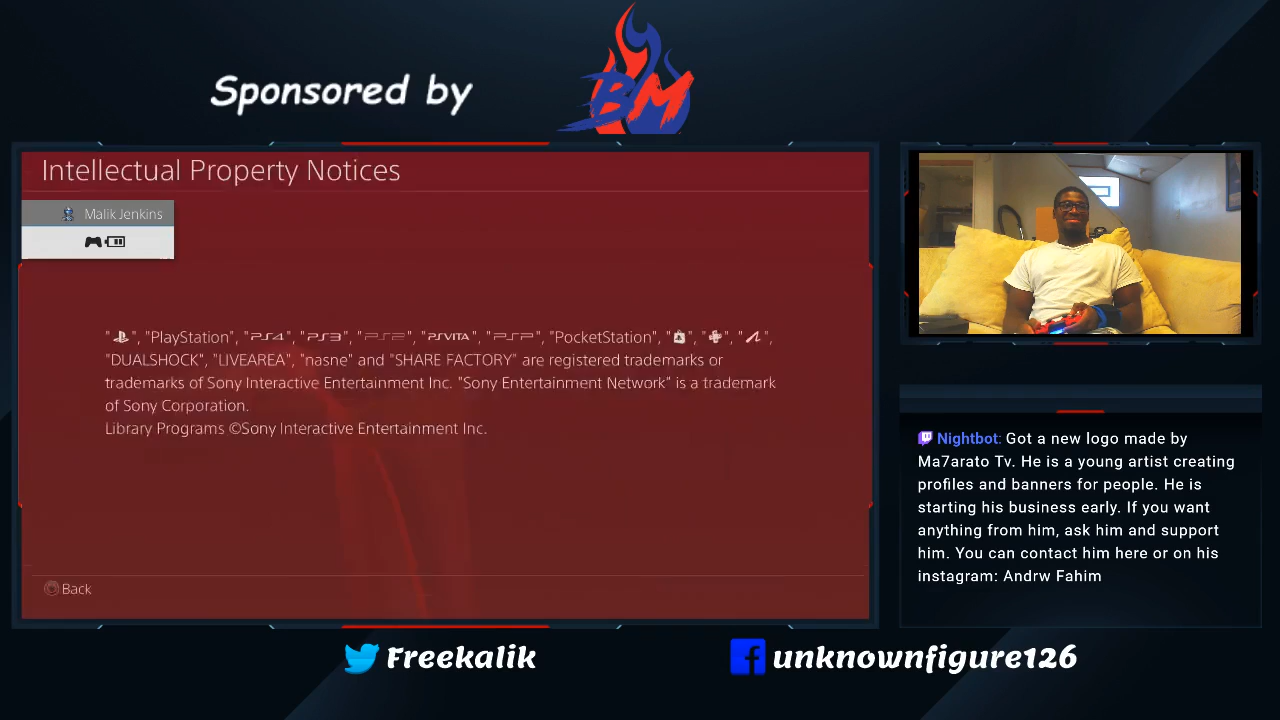 Sponsored by
BM
Intellectual Property Notices
Malik Jenkins
"", "PlayStation", "PS4", "PS3", "PS2", "PSVITA", "PSP", "PocketStation", "", "", "",
"DUALSHOCK", "LIVEAREA", "nasne" and "SHARE FACTORY" are registered trademarks or
trademarks of Sony Interactive Entertainment Inc. "Sony Entertainment Network" is a trademark
of Sony Corporation.
Library Programs ©Sony Interactive Entertainment Inc.
Back
Nightbot: Got a new logo made by
Ma7arato Tv. He is a young artist creating
profiles and banners for people. He is
starting his business early. If you want
anything from him, ask him and support
him. You can contact him here or on his
instagram: Andrw Fahim
Freekalik
unknownfigure126